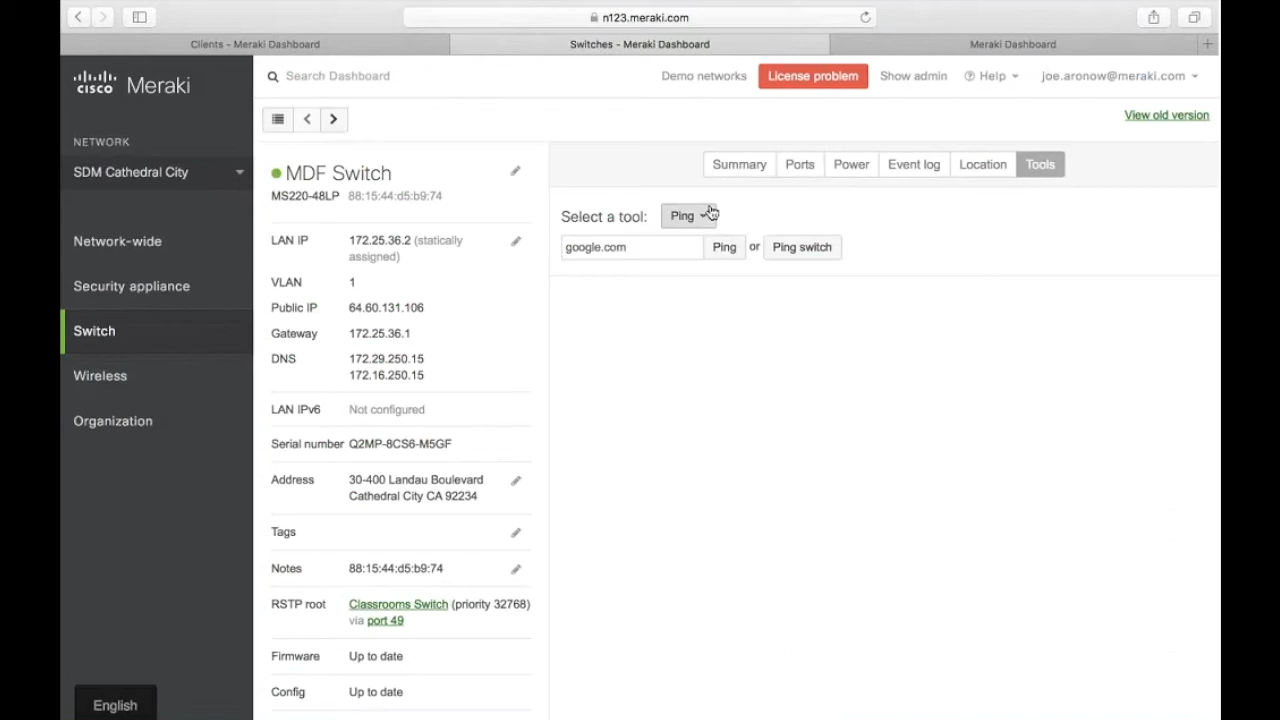 n123.meraki.com
Clients - Meraki Dashboard
Switches - Meraki Dashboard
Meraki Dashboard
cisco Meraki
Search Dashboard
Demo networks
License problem
Show admin
Help
joe.aronow@meraki.com
View old version
NETWORK
SDM Cathedral City
Network-wide
Security appliance
Switch
Wireless
Organization
English
MDF Switch
MS220-48LP 88:15:44:d5:b9:74
LAN IP 172.25.36.2 (statically
assigned)
VLAN 1
Public IP 64.60.131.106
Gateway 172.25.36.1
DNS 172.29.250.15
172.16.250.15
LAN IPv6 Not configured
Serial number Q2MP-8CS6-M5GF
Address 30-400 Landau Boulevard
Cathedral City CA 92234
Tags
Notes 88:15:44:d5:b9:74
RSTP root Classrooms Switch (priority 32768)
via port 49
Firmware Up to date
Config Up to date
Summary Ports Power Event log Location Tools
Select a tool: Ping
google.com Ping or Ping switch